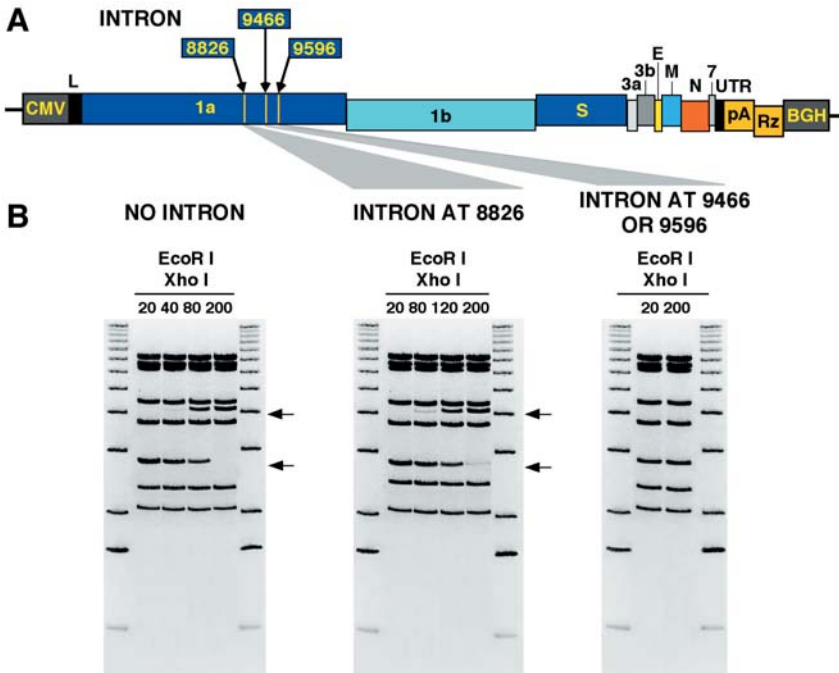 A
INTRON
9466
8826
9596
L
CMV
1a
1b
S
3a
3b
E
M
N
7
UTR
pA
Rz
BGH
B
NO INTRON
INTRON AT 8826
INTRON AT 9466
OR 9596
EcoR I
Xho I
20 40 80 200
EcoR I
Xho I
20 80 120 200
EcoR I
Xho I
20 200